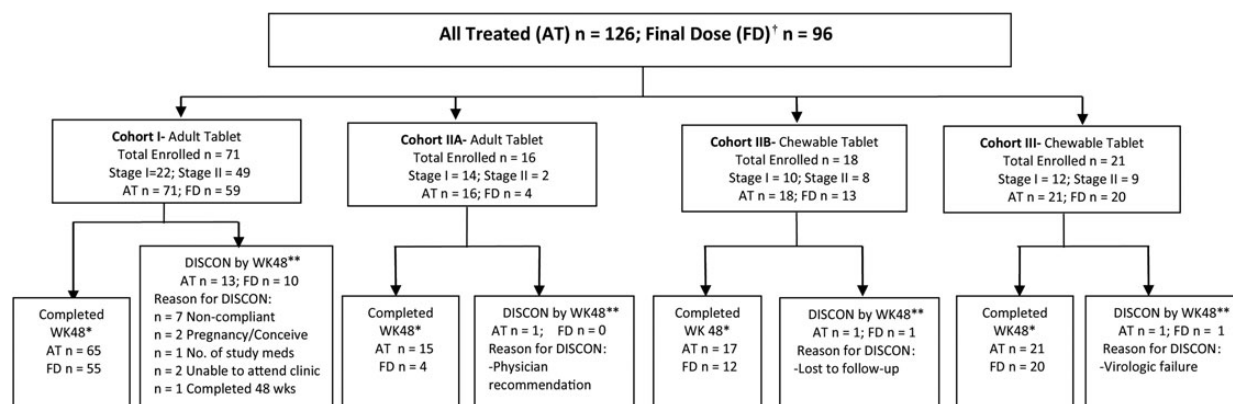 All Treated (AT) n = 126; Final Dose (FD)† n = 96
Cohort I- Adult Tablet
Total Enrolled n = 71
Stage I=22; Stage II = 49
AT n = 71; FD n = 59
Cohort IIA- Adult Tablet
Total Enrolled n = 16
Stage I = 14; Stage II = 2
AT n = 16; FD n = 4
Cohort IIB- Chewable Tablet
Total Enrolled n = 18
Stage I = 10; Stage II = 8
AT n = 18; FD n = 13
Cohort III- Chewable Tablet
Total Enrolled n = 21
Stage I = 12; Stage II = 9
AT n = 21; FD n = 20
Completed
WK48*
AT n = 65
FD n = 55
DISCON by WK48**
AT n = 13; FD n = 10
Reason for DISCON:
n = 7 Non-compliant
n = 2 Pregnancy/Conceive
n = 1 No. of study meds
n = 2 Unable to attend clinic
n = 1 Completed 48 wks
Completed
WK48*
AT n = 15
FD n = 4
DISCON by WK48**
AT n = 1; FD n = 0
Reason for DISCON:
-Physician
recommendation
Completed
WK 48*
AT n = 17
FD n = 12
DISCON by WK48**
AT n = 1; FD n = 1
Reason for DISCON:
-Lost to follow-up
Completed
WK48*
AT n = 21
FD n = 20
DISCON by WK48**
AT n = 1; FD n = 1
Reason for DISCON:
-Virologic failure